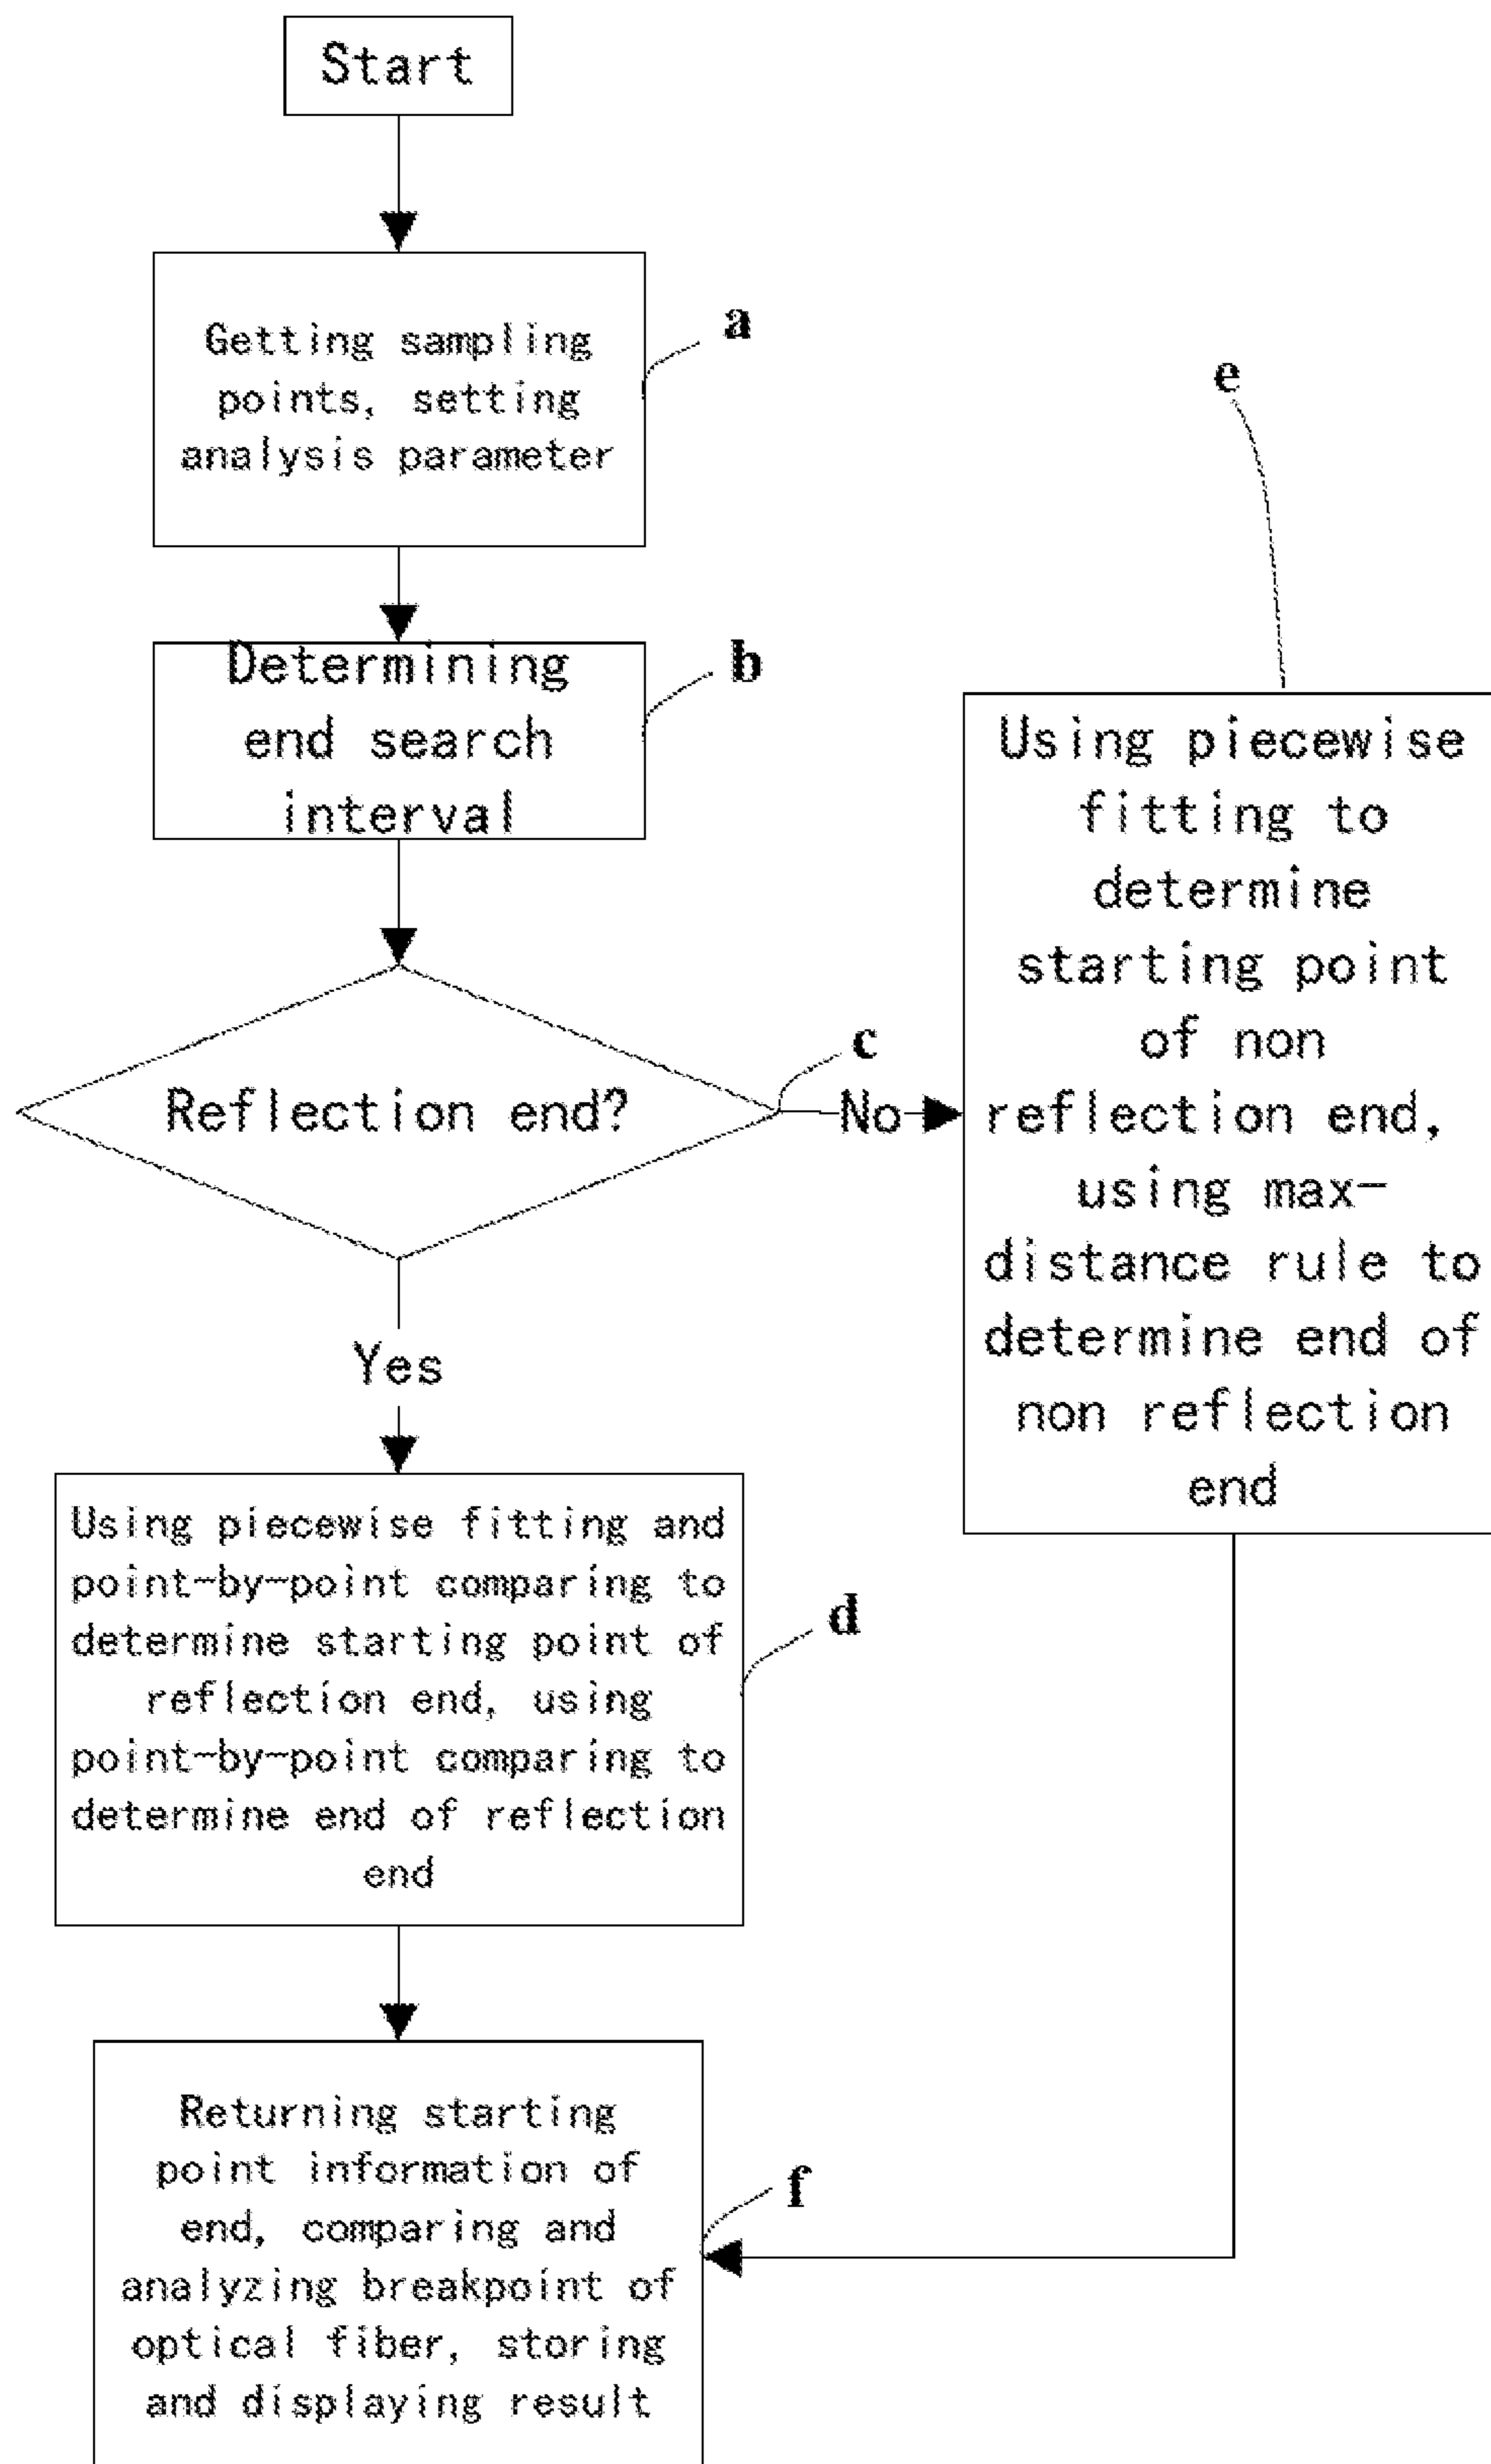 Start
Getting sampling
points, setting
analysis parameter
a
Determining
end search
interval
b
Reflection end?
c
No
Yes
e
Using piecewise
fitting to
determine
starting point
of non
reflection end,
using max-
distance rule to
determine end of
non reflection
end
Using piecewise fitting and
point-by-point comparing to
determine starting point of
reflection end, using
point-by-point comparing to
determine end of reflection
end
d
Returning starting
point information of
end, comparing and
analyzing breakpoint of
optical fiber, storing
and displaying result
f